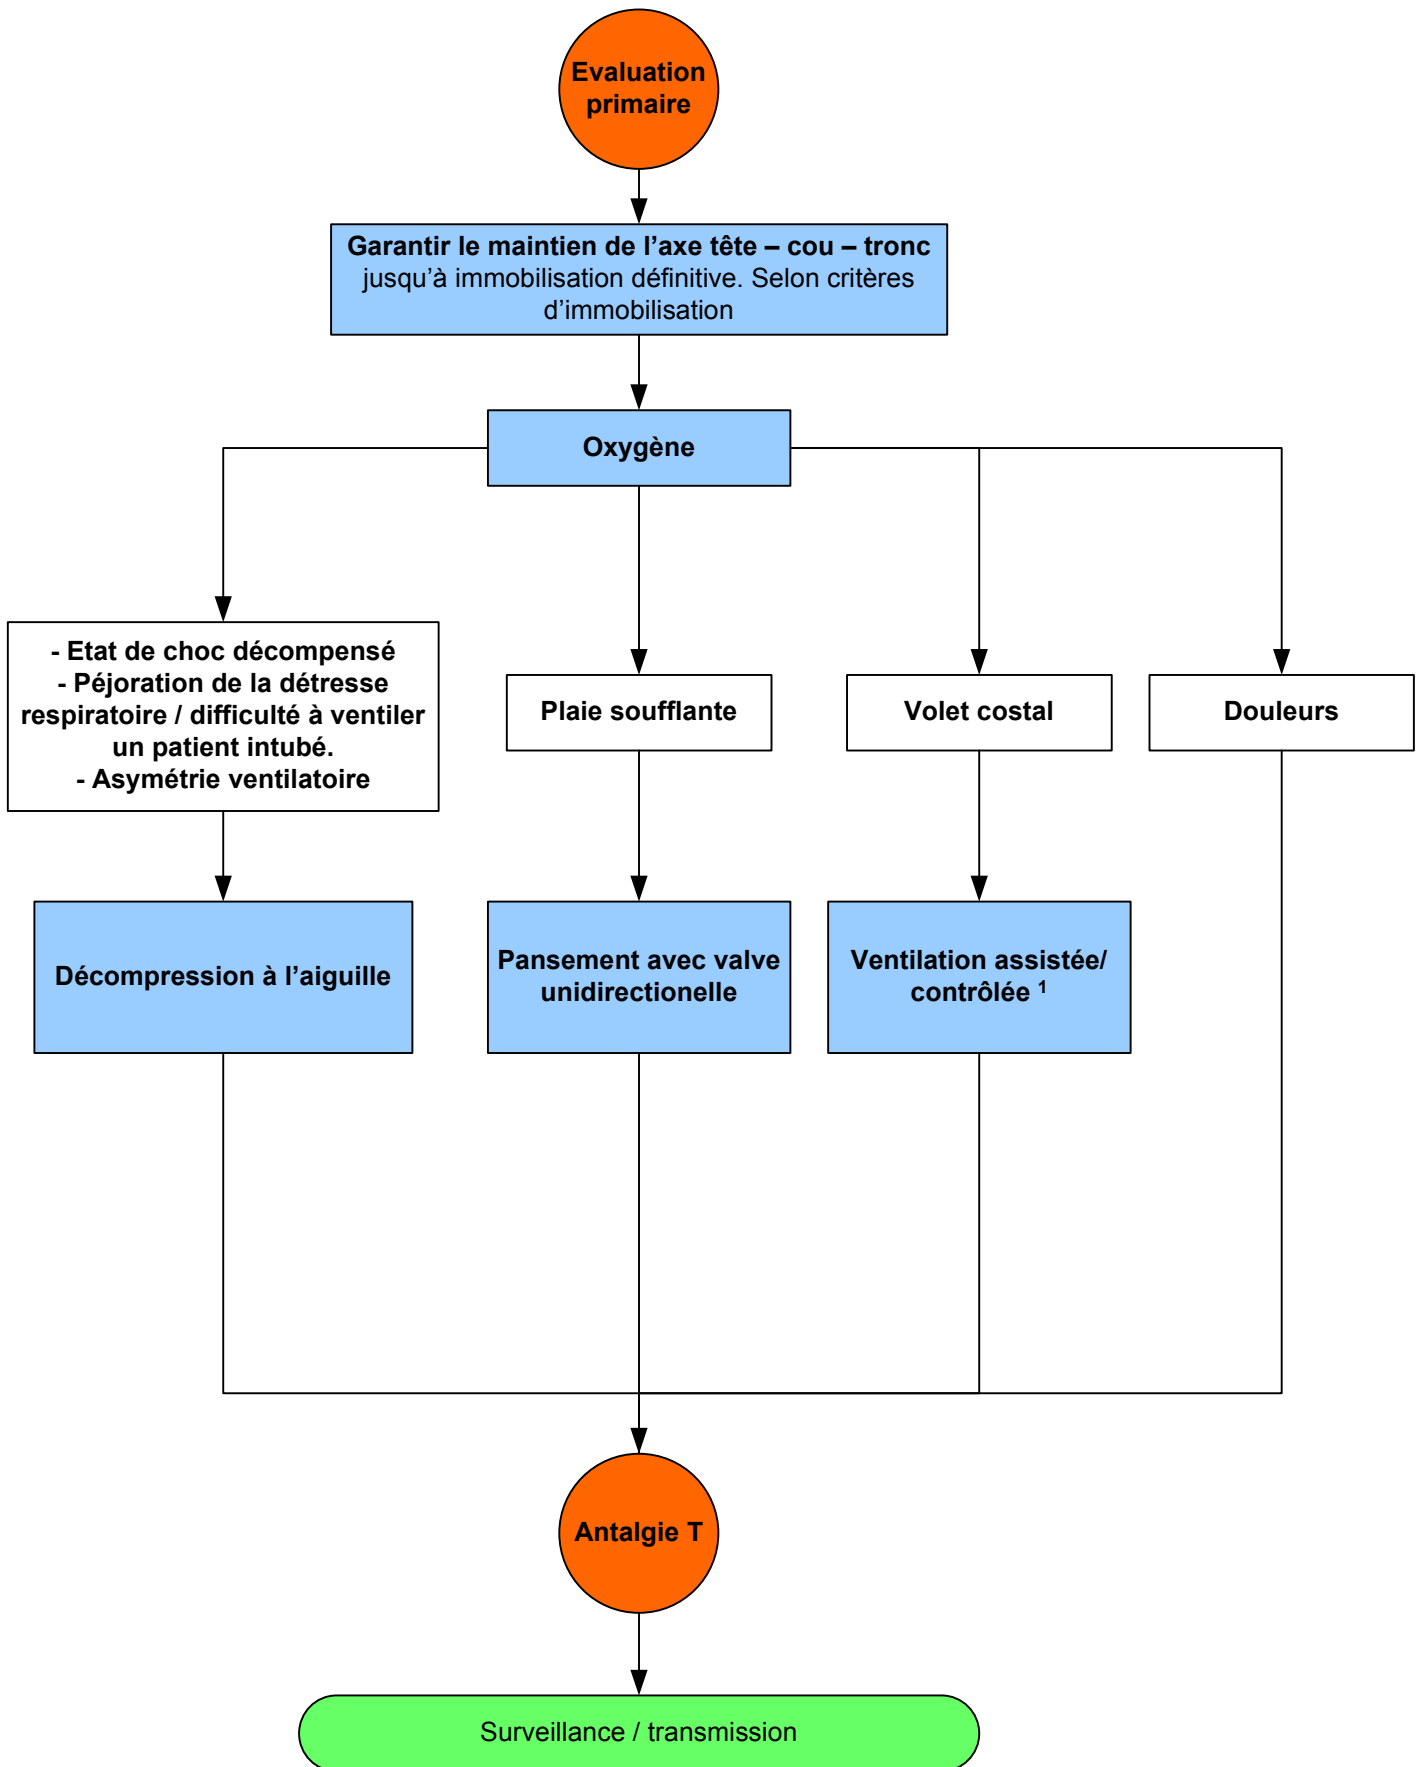 Evaluation
primaire
Garantir le maintien de l’axe tête – cou – tronc
jusqu’à immobilisation définitive. Selon critères
d’immobilisation
Oxygène
- Etat de choc décompensé
- Péjoration de la détresse
respiratoire / difficulté à ventiler
un patient intubé.
- Asymétrie ventilatoire
Plaie soufflante
Volet costal
Douleurs
Décompression à l’aiguille
Pansement avec valve
unidirectionelle
Ventilation assistée/
contrôlée ¹
Antalgie T
Surveillance / transmission